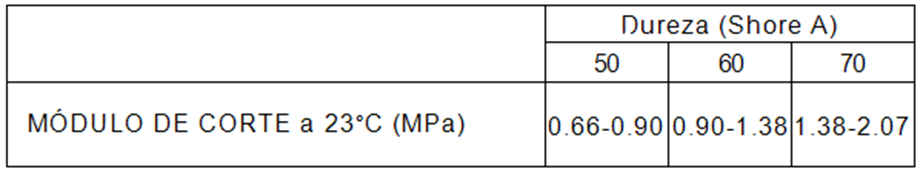 Dureza (Shore A)
50 60 70
MÓDULO DE CORTE a 23°C (MPa) 0.66-0.90 0.90-1.38 1.38-2.07